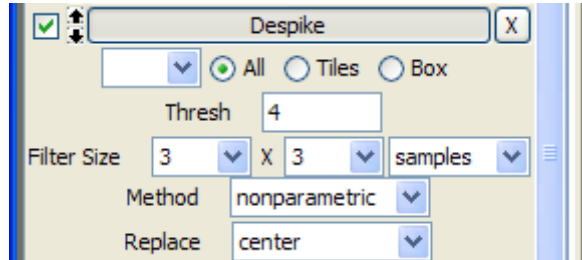 Despike X
All Tiles Box
Thresh 4
Filter Size 3 X 3 samples
Method nonparametric
Replace center